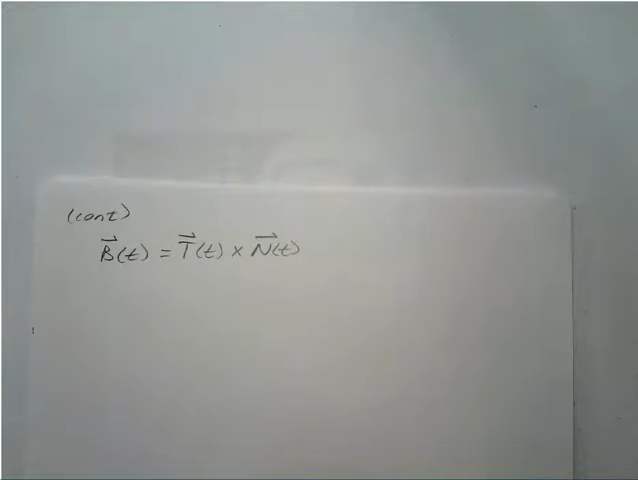 (cont)
B⃗(t) = T⃗(t) × N⃗(t)